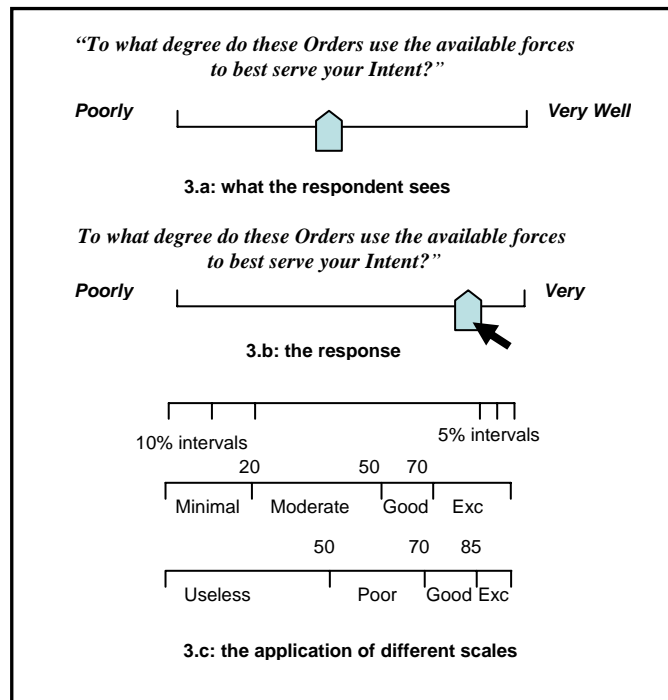 “To what degree do these Orders use the available forces
to best serve your Intent?”
Poorly Very Well
3.a: what the respondent sees
To what degree do these Orders use the available forces
to best serve your Intent?”
Poorly Very
3.b: the response
10% intervals 5% intervals
20 50 70
Minimal Moderate Good Exc
50 70 85
Useless Poor Good Exc
3.c: the application of different scales